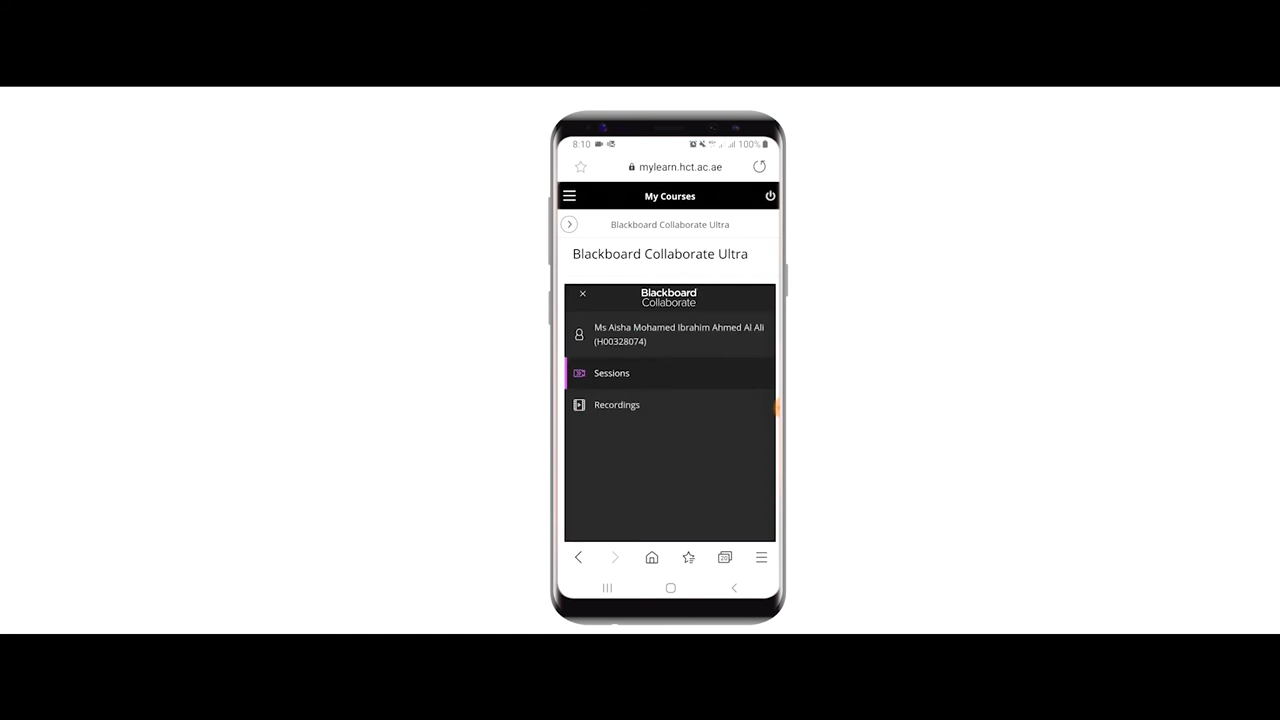 8:10
100%
mylearn.hct.ac.ae
My Courses
Blackboard Collaborate Ultra
Blackboard Collaborate Ultra
Blackboard
Collaborate
Ms Aisha Mohamed Ibrahim Ahmed Al Ali
(H00328074)
Sessions
Recordings
20